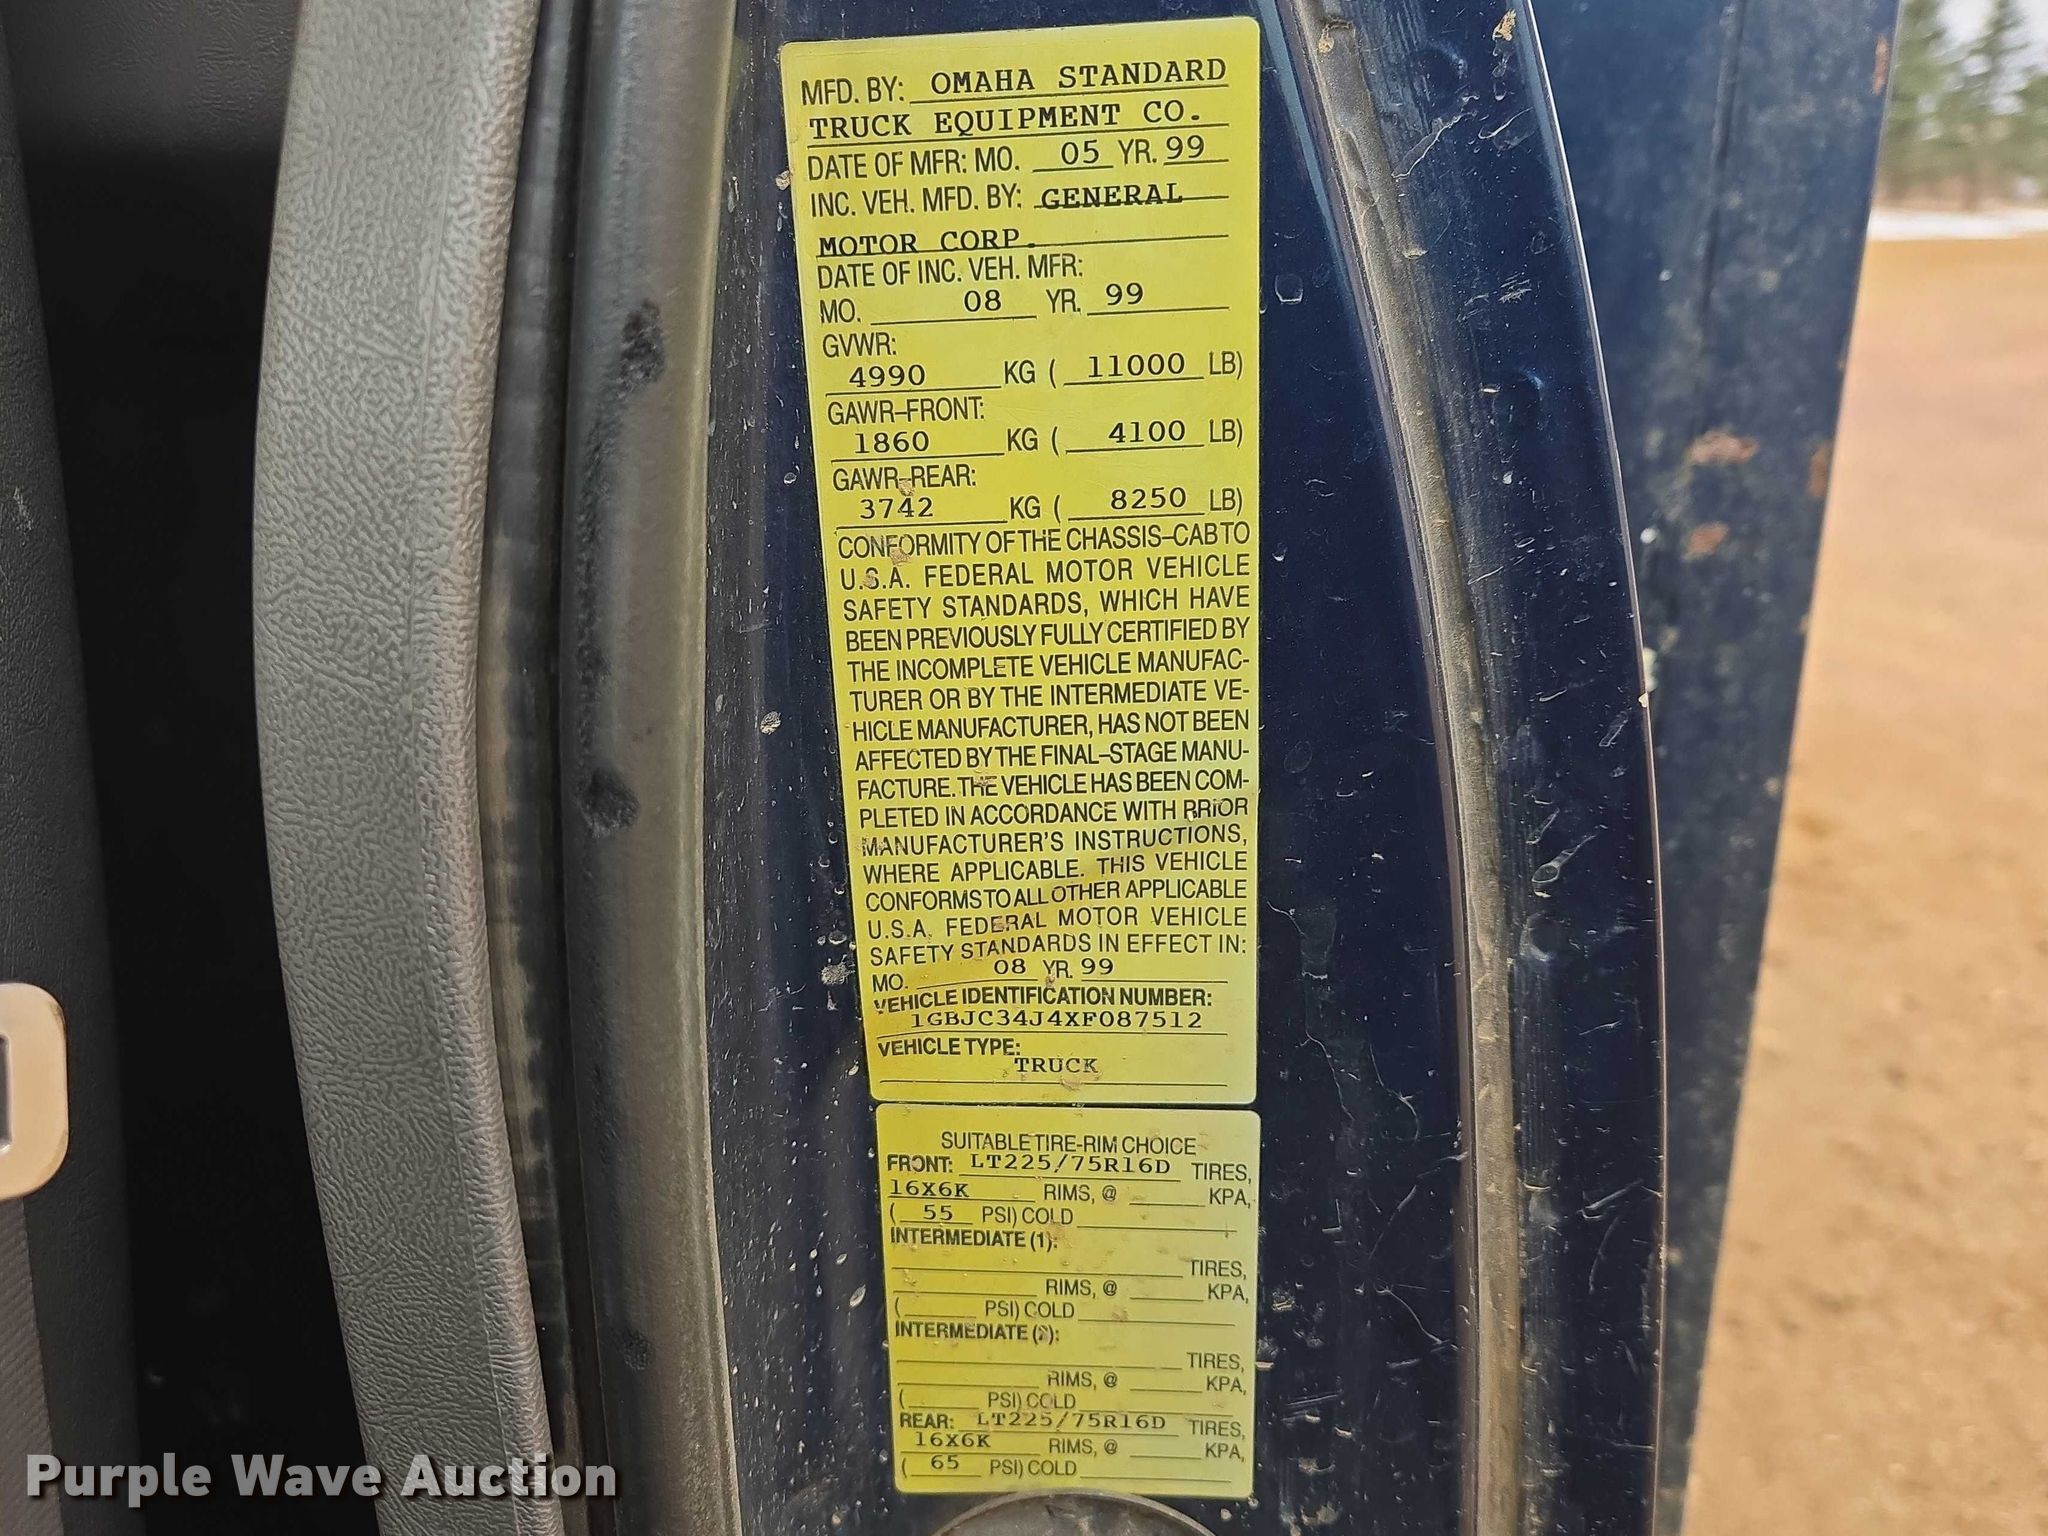 MFD. BY: OMAHA STANDARD
TRUCK EQUIPMENT CO.
DATE OF MFR: MO. 05 YR. 99
INC. VEH. MFD. BY: GENERAL
MOTOR CORP.
DATE OF INC. VEH. MFR:
MO. 08 YR. 99
GVWR:
4990 KG ( 11000 LB)
GAWR-FRONT:
1860 KG ( 4100 LB)
GAWR-REAR:
3742 KG ( 8250 LB)
CONFORMITY OF THE CHASSIS-CAB TO
U.S.A. FEDERAL MOTOR VEHICLE
SAFETY STANDARDS, WHICH HAVE
BEEN PREVIOUSLY FULLY CERTIFIED BY
THE INCOMPLETE VEHICLE MANUFAC-
TURER OR BY THE INTERMEDIATE VE-
HICLE MANUFACTURER, HAS NOT BEEN
AFFECTED BY THE FINAL-STAGE MANU-
FACTURE. THE VEHICLE HAS BEEN COM-
PLETED IN ACCORDANCE WITH PRIOR
MANUFACTURER'S INSTRUCTIONS,
WHERE APPLICABLE. THIS VEHICLE
CONFORMS TO ALL OTHER APPLICABLE
U.S.A. FEDERAL MOTOR VEHICLE
SAFETY STANDARDS IN EFFECT IN:
MO. 08 YR. 99
VEHICLE IDENTIFICATION NUMBER:
1GBJC34J4XF087512
VEHICLE TYPE:
TRUCK
SUITABLE TIRE-RIM CHOICE
FRONT: LT225/75R16D TIRES,
16X6K RIMS, @ KPA,
( 55 PSI) COLD
INTERMEDIATE (1):
TIRES,
RIMS, @ KPA,
( PSI) COLD
INTERMEDIATE (2):
TIRES,
RIMS, @ KPA,
( PSI) COLD
REAR: LT225/75R16D TIRES,
16X6K RIMS, @ KPA,
( 65 PSI) COLD
Purple Wave Auction